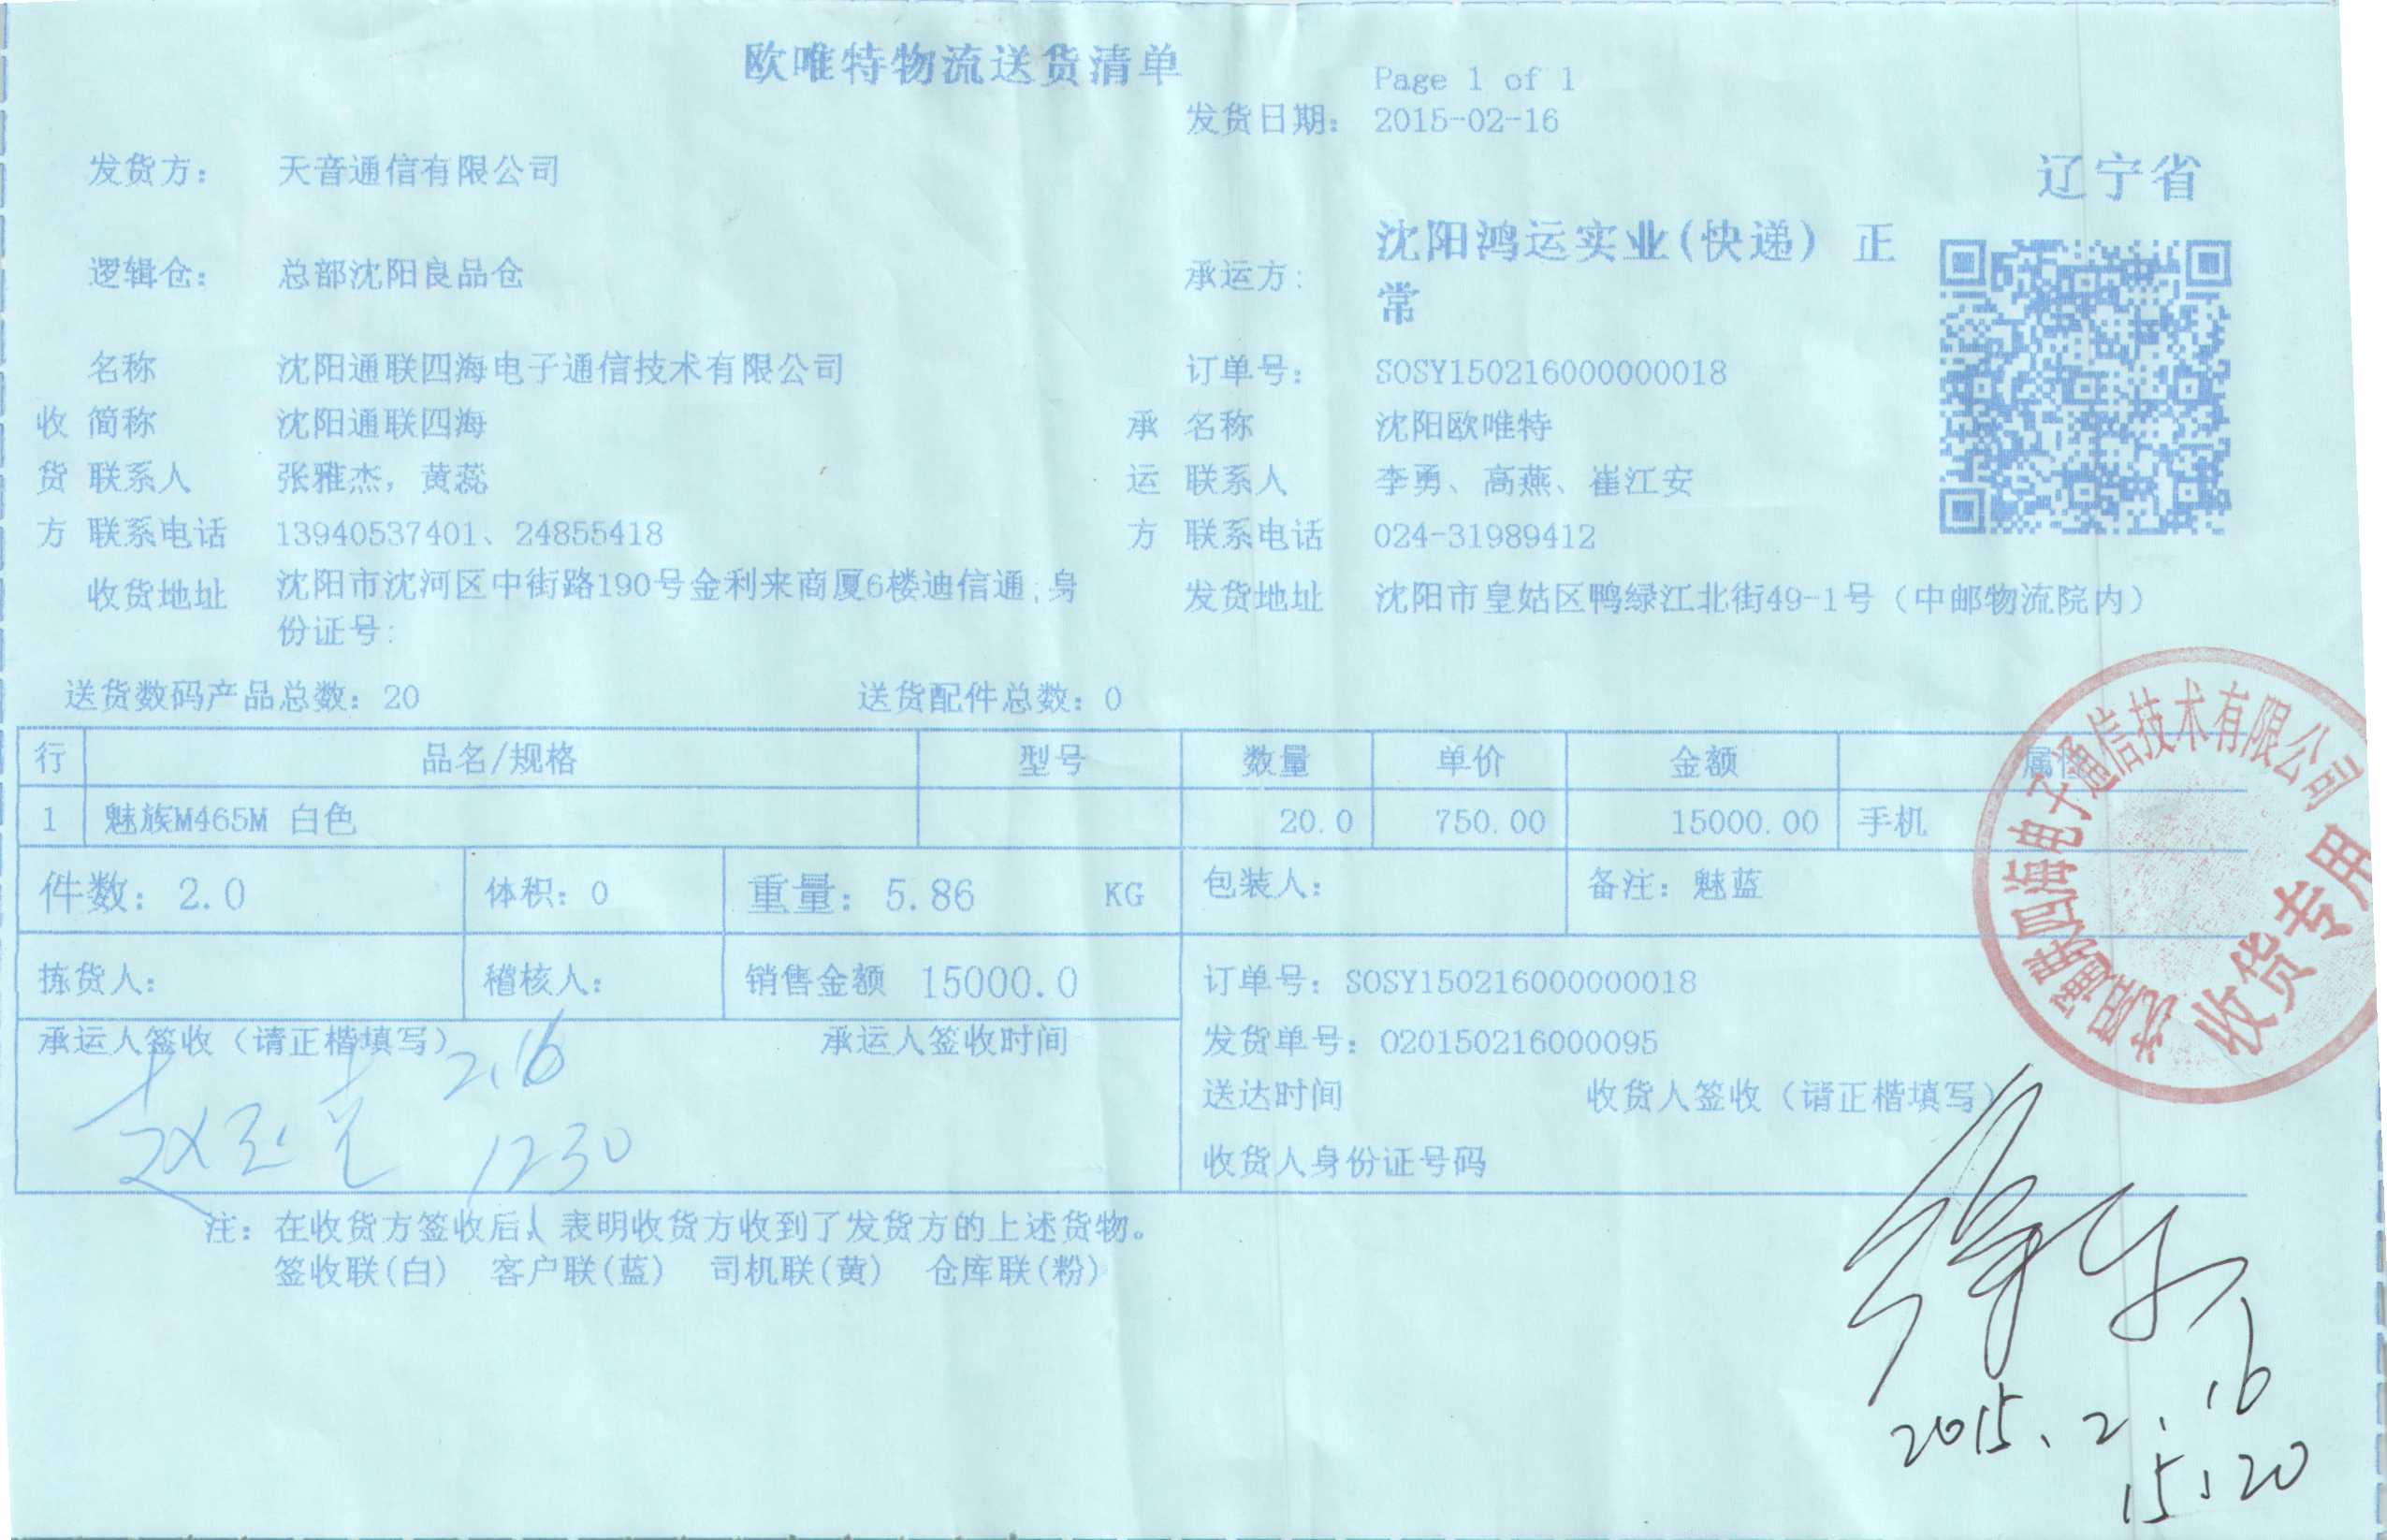 欧唯特物流送货清单
Page 1 of 1
发货日期： 2015-02-16
发货方： 天音通信有限公司
辽宁省
逻辑仓： 总部沈阳良品仓
承运方： 沈阳鸿运实业(快递) 正
常
名称 沈阳通联四海电子通信技术有限公司 订单号： SOSY150216000000018
收 简称 沈阳通联四海 承 名称 沈阳欧唯特
货 联系人 张雅杰，黄蕊 运 联系人 李勇、高燕、崔江安
方 联系电话 13940537401、24855418 方 联系电话 024-31989412
收货地址 沈阳市沈河区中街路190号金利来商厦6楼迪信通;身 发货地址 沈阳市皇姑区鸭绿江北街49-1号（中邮物流院内）
份证号:
送货数码产品总数：20 送货配件总数：0
行 品名/规格 型号 数量 单价 金额 属性
1 魅族M465M 白色 20.0 750.00 15000.00 手机
件数：2.0 体积：0 重量：5.86 KG 包装人： 备注：魅蓝
拣货人： 稽核人： 销售金额 15000.0 订单号：SOSY150216000000018
承运人签收（请正楷填写） 承运人签收时间 发货单号：020150216000095
2.16
送达时间 收货人签收（请正楷填写）
1230
收货人身份证号码
注：在收货方签收后，表明收货方收到了发货方的上述货物。
签收联(白) 客户联(蓝) 司机联(黄) 仓库联(粉)
沈阳通联四海电子通信技术有限公司
收货专用
2015.2.16
15:20